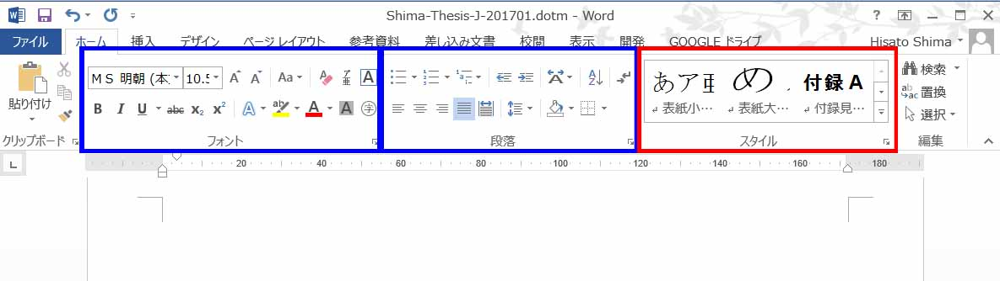 Shima-Thesis-J-201701.dotm - Word
ファイル ホーム 挿入 デザイン ページ レイアウト 参考資料 差し込み文書 校閲 表示 開発 GOOGLE ドライブ Hisato Shima
ＭＳ 明朝 (本 10.5 Aa ア亜 A あア亜 め 付録 A 検索
置換
貼り付け B I U abc x₂ x² A ab A A 字 表紙小… 表紙大… 付録見… 選択
クリップボード フォント 段落 スタイル 編集
L 20 40 60 80 100 120 140 160 180